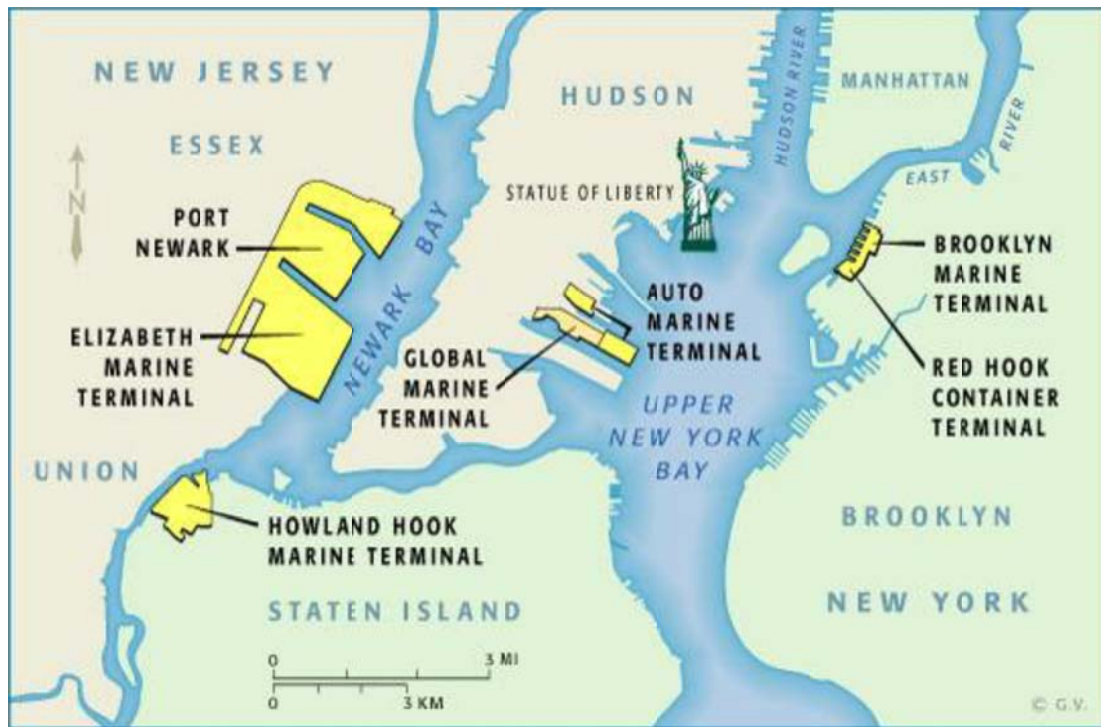 NEW JERSEY
ESSEX
N
PORT
NEWARK
ELIZABETH
MARINE
TERMINAL
NEWARK BAY
UNION
HOWLAND HOOK
MARINE TERMINAL
STATEN ISLAND
0 3 MI
0 3 KM
HUDSON
STATUE OF LIBERTY
GLOBAL
MARINE
TERMINAL
AUTO
MARINE
TERMINAL
UPPER
NEW YORK
BAY
HUDSON RIVER
MANHATTAN
EAST RIVER
BROOKLYN
MARINE
TERMINAL
RED HOOK
CONTAINER
TERMINAL
BROOKLYN
NEW YORK
© G.V.